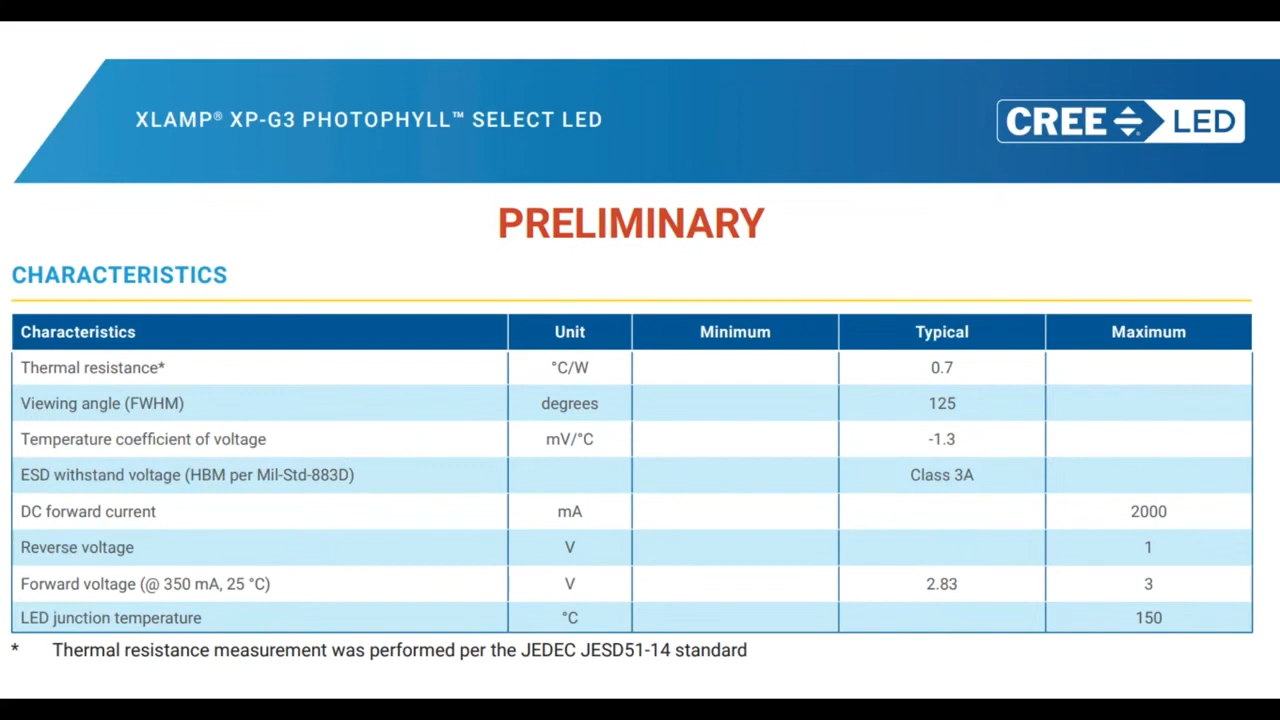 XLAMP® XP-G3 PHOTOPHYLL™ SELECT LED
CREE LED
PRELIMINARY
CHARACTERISTICS
Characteristics Unit Minimum Typical Maximum
Thermal resistance* °C/W 0.7
Viewing angle (FWHM) degrees 125
Temperature coefficient of voltage mV/°C -1.3
ESD withstand voltage (HBM per Mil-Std-883D) Class 3A
DC forward current mA 2000
Reverse voltage V 1
Forward voltage (@ 350 mA, 25 °C) V 2.83 3
LED junction temperature °C 150
* Thermal resistance measurement was performed per the JEDEC JESD51-14 standard